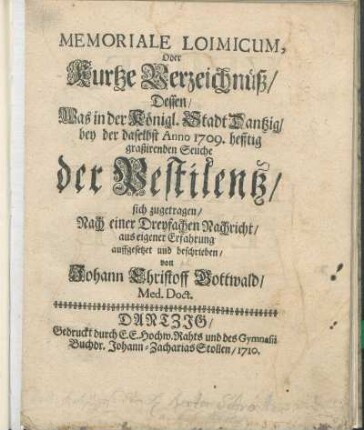 MEMORIALE LOIMICUM,
Oder
Kurtze Verzeichnüß/
Dessen/
Was in der Königl. Stadt Dantzig/
bey der daselbst Anno 1709. hefftig
graßirenden Seuche
der Pestilentz/
sich zugetragen/
Nach einer Dreyfachen Nachricht/
aus eigener Erfahrung
auffgesetzet und beschrieben/
von
Johann Christoff Gottwald/
Med. Doct.
DANTZIG/
Gedruckt durch E.E. Hochw. Rahts und des Gymnasii
Buchdr. Johann-Zacharias Stollen/1710.